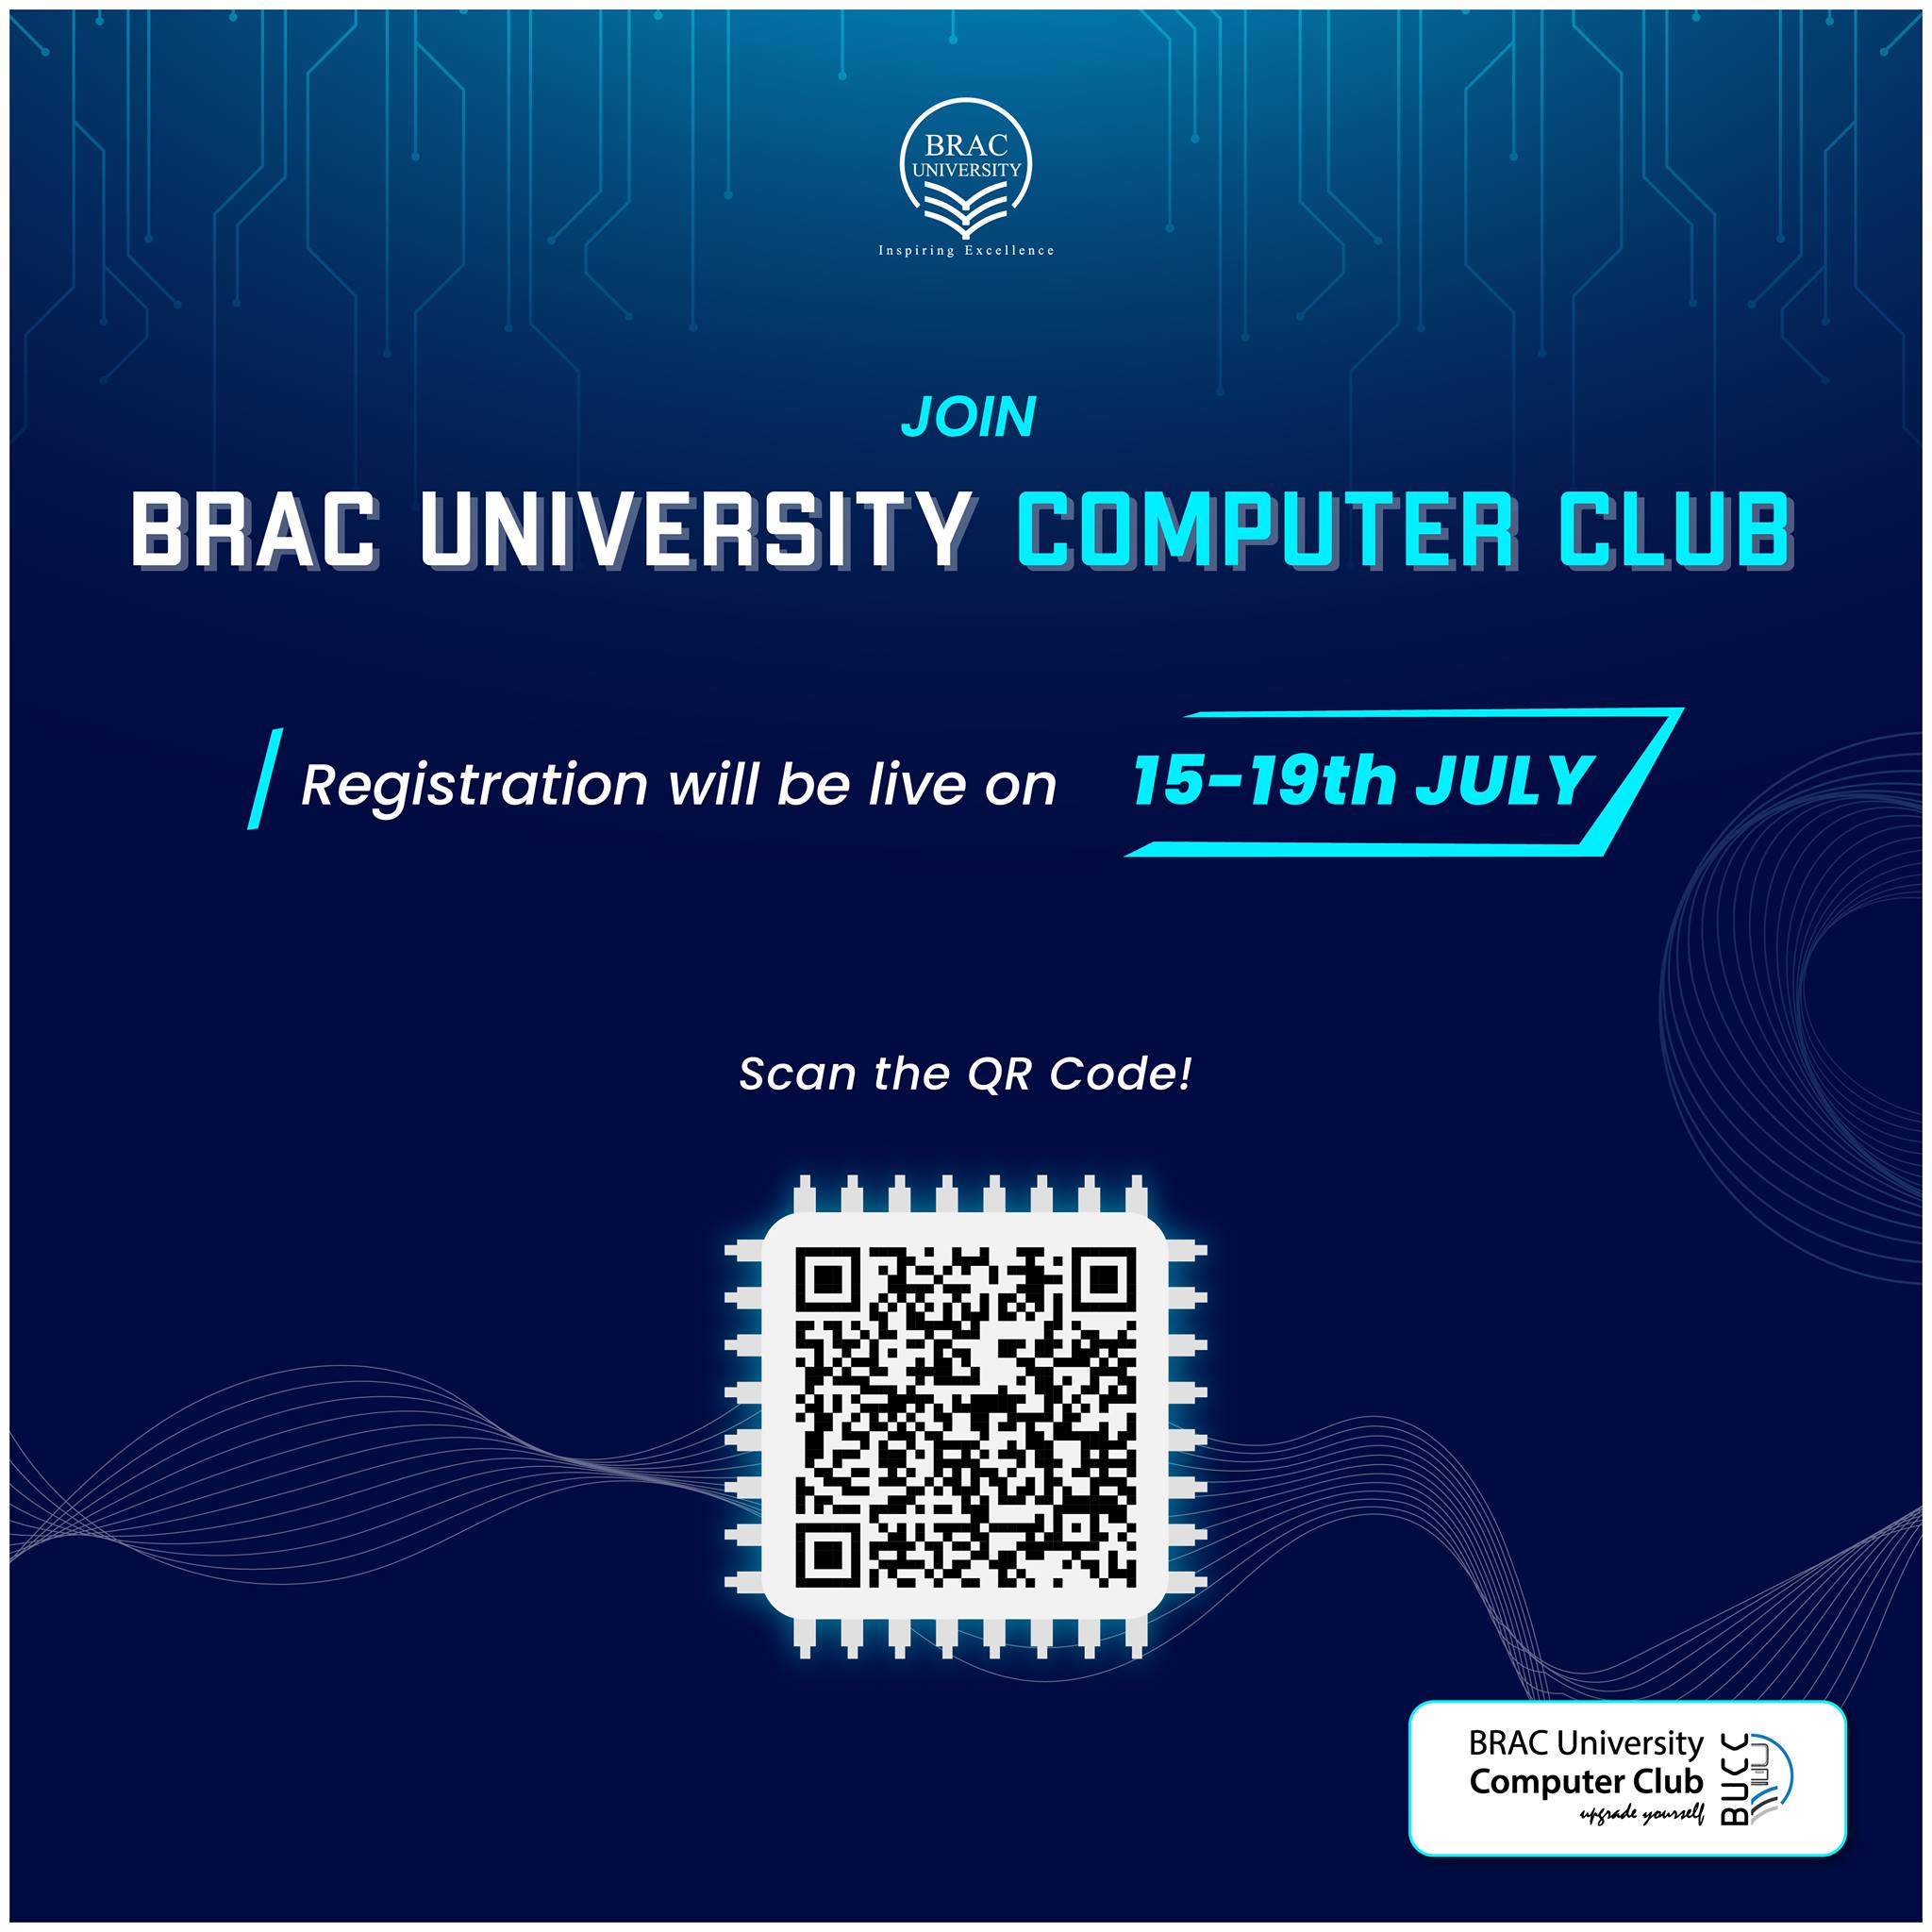 BRAC
UNIVERSITY
Inspiring Excellence
JOIN
BRAC UNIVERSITY COMPUTER CLUB
Registration will be live on 15-19th JULY
Scan the QR Code!
BRAC University
Computer Club
upgrade yourself
BUCC